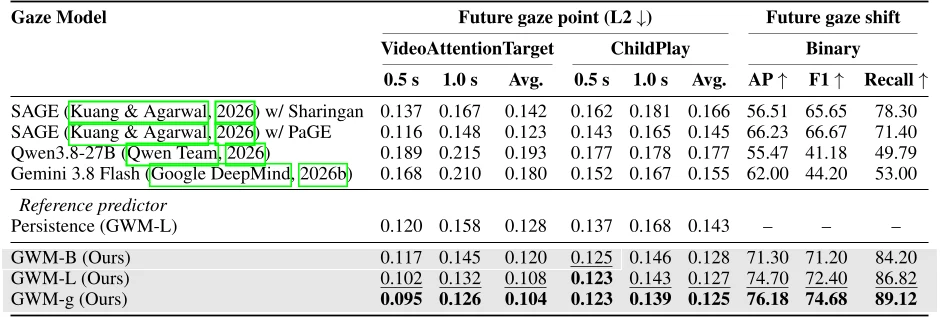 Gaze Model Future gaze point (L2 ↓) Future gaze shift
VideoAttentionTarget ChildPlay Binary
0.5 s 1.0 s Avg. 0.5 s 1.0 s Avg. AP ↑ F1 ↑ Recall ↑
SAGE (Kuang & Agarwal, 2026) w/ Sharingan 0.137 0.167 0.142 0.162 0.181 0.166 56.51 65.65 78.30
SAGE (Kuang & Agarwal, 2026) w/ PaGE 0.116 0.148 0.123 0.143 0.165 0.145 66.23 66.67 71.40
Qwen3.8-27B (Qwen Team, 2026) 0.189 0.215 0.193 0.177 0.178 0.177 55.47 41.18 49.79
Gemini 3.8 Flash (Google DeepMind, 2026b) 0.168 0.210 0.180 0.152 0.167 0.155 62.00 44.20 53.00
Reference predictor
Persistence (GWM-L) 0.120 0.158 0.128 0.137 0.168 0.143 – – –
GWM-B (Ours) 0.117 0.145 0.120 0.125 0.146 0.128 71.30 71.20 84.20
GWM-L (Ours) 0.102 0.132 0.108 0.123 0.143 0.127 74.70 72.40 86.82
GWM-g (Ours) 0.095 0.126 0.104 0.123 0.139 0.125 76.18 74.68 89.12